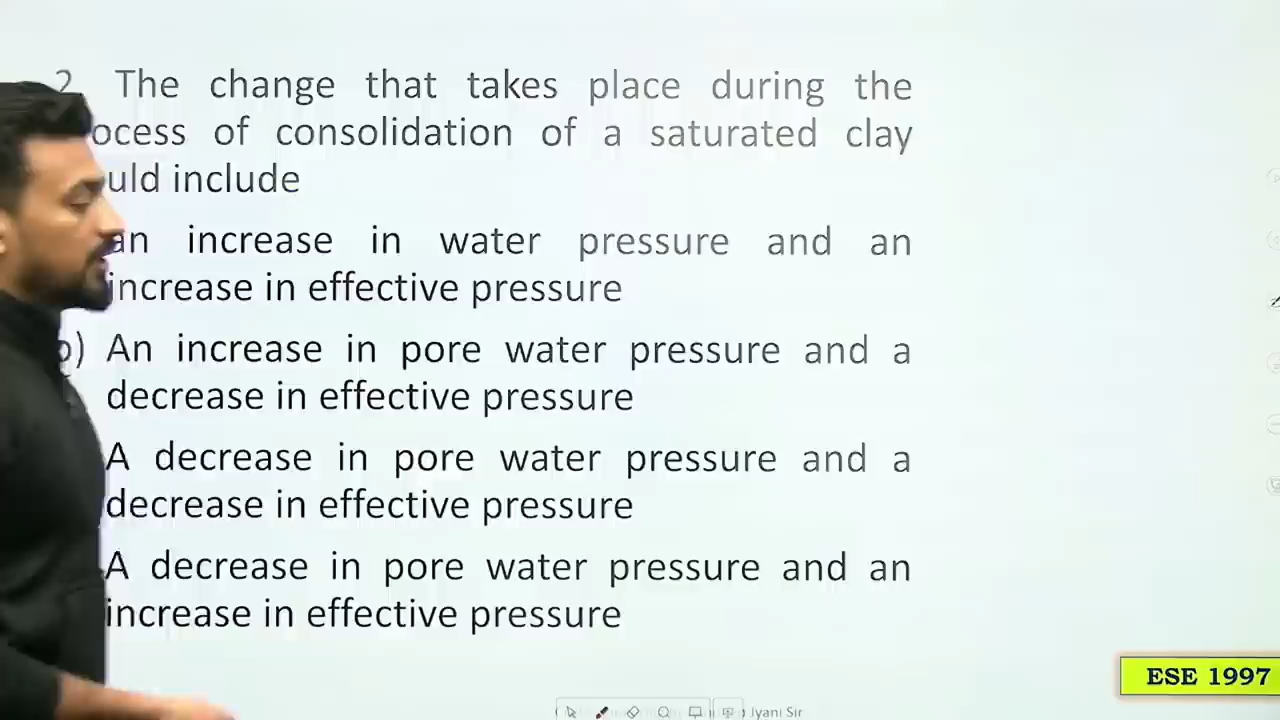 2. The change that takes place during the
of consolidation of a saturated clay
include
an increase in water pressure and an
increase in effective pressure
b) An increase in pore water pressure and a
decrease in effective pressure
A decrease in pore water pressure and a
decrease in effective pressure
A decrease in pore water pressure and an
increase in effective pressure
ESE 1997
Jyani Sir